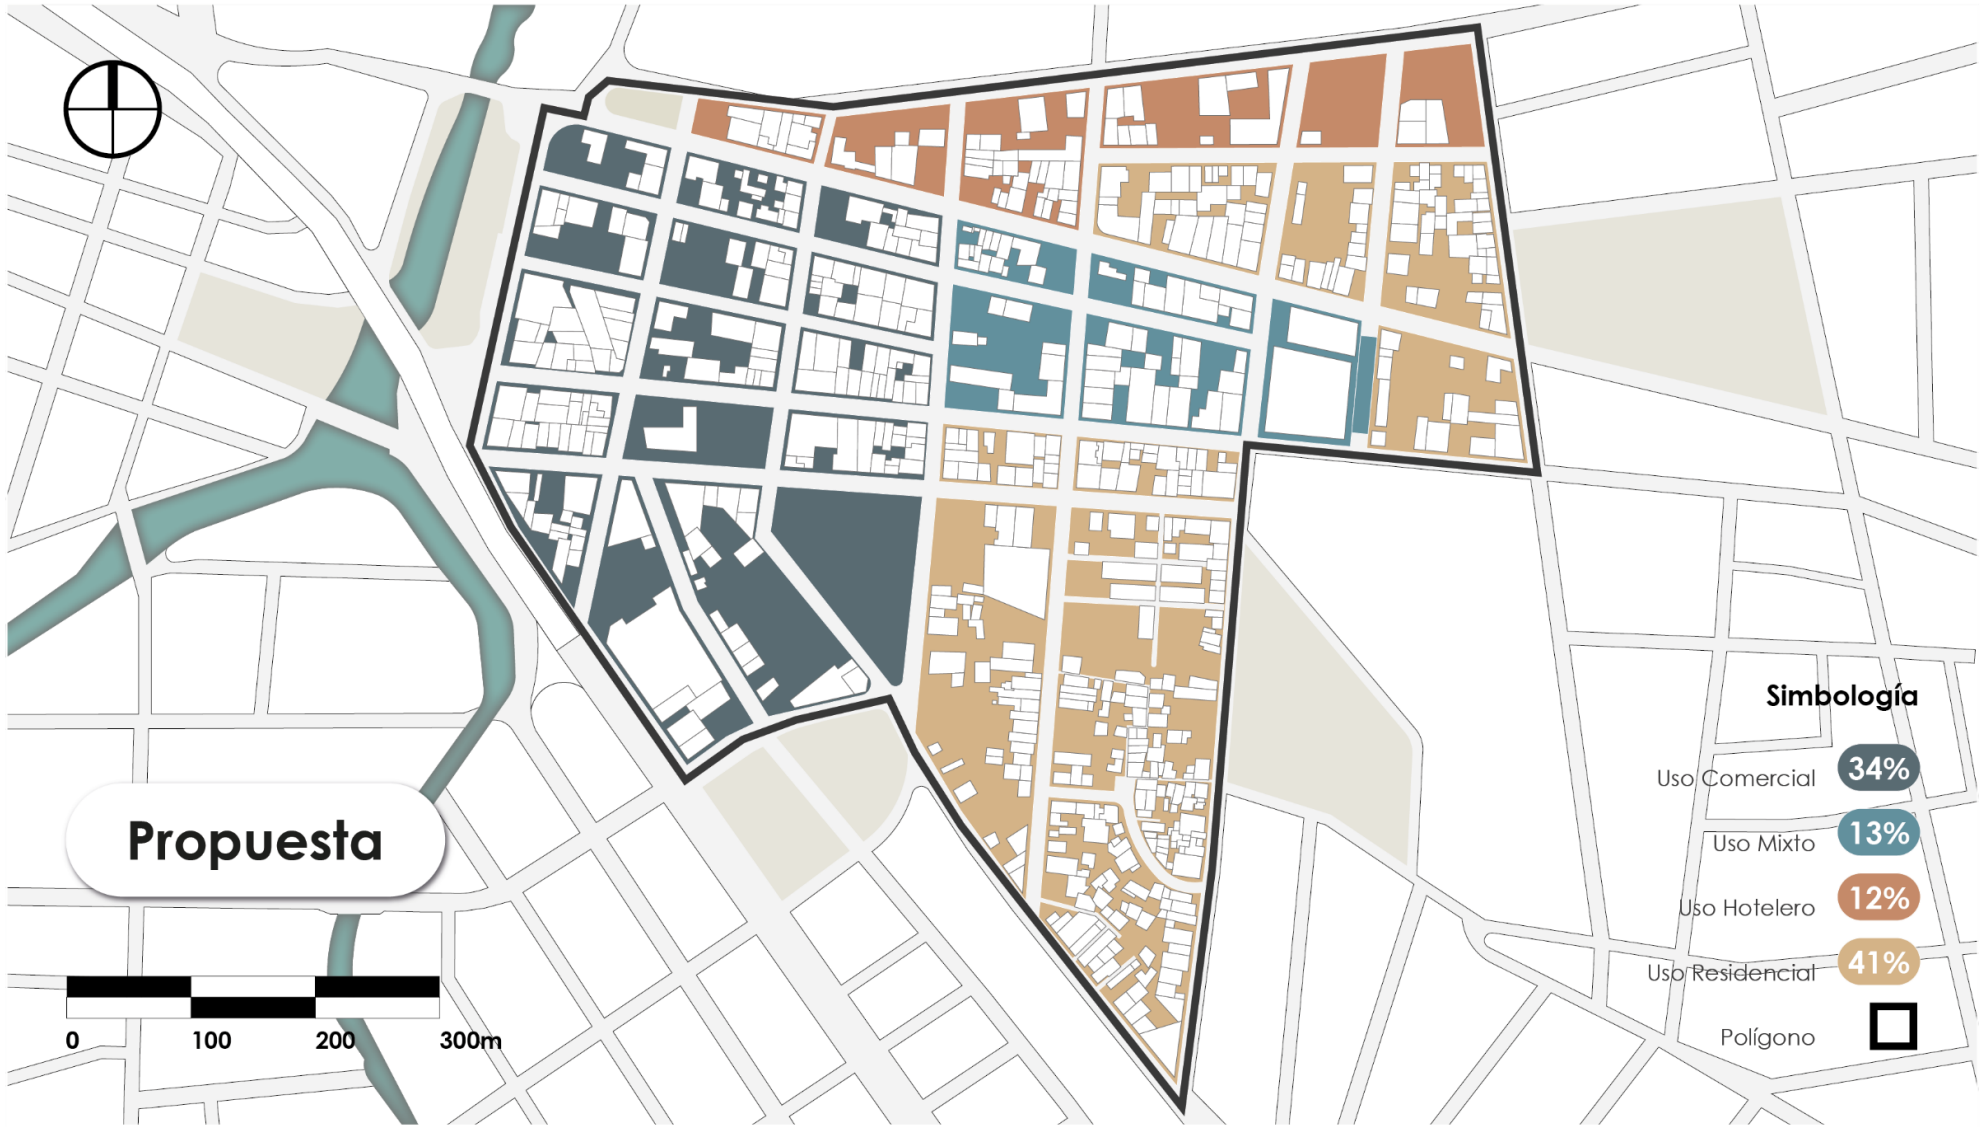 Propuesta
0 100 200 300m
Simbología
Uso Comercial 34%
Uso Mixto 13%
Uso Hotelero 12%
Uso Residencial 41%
Polígono